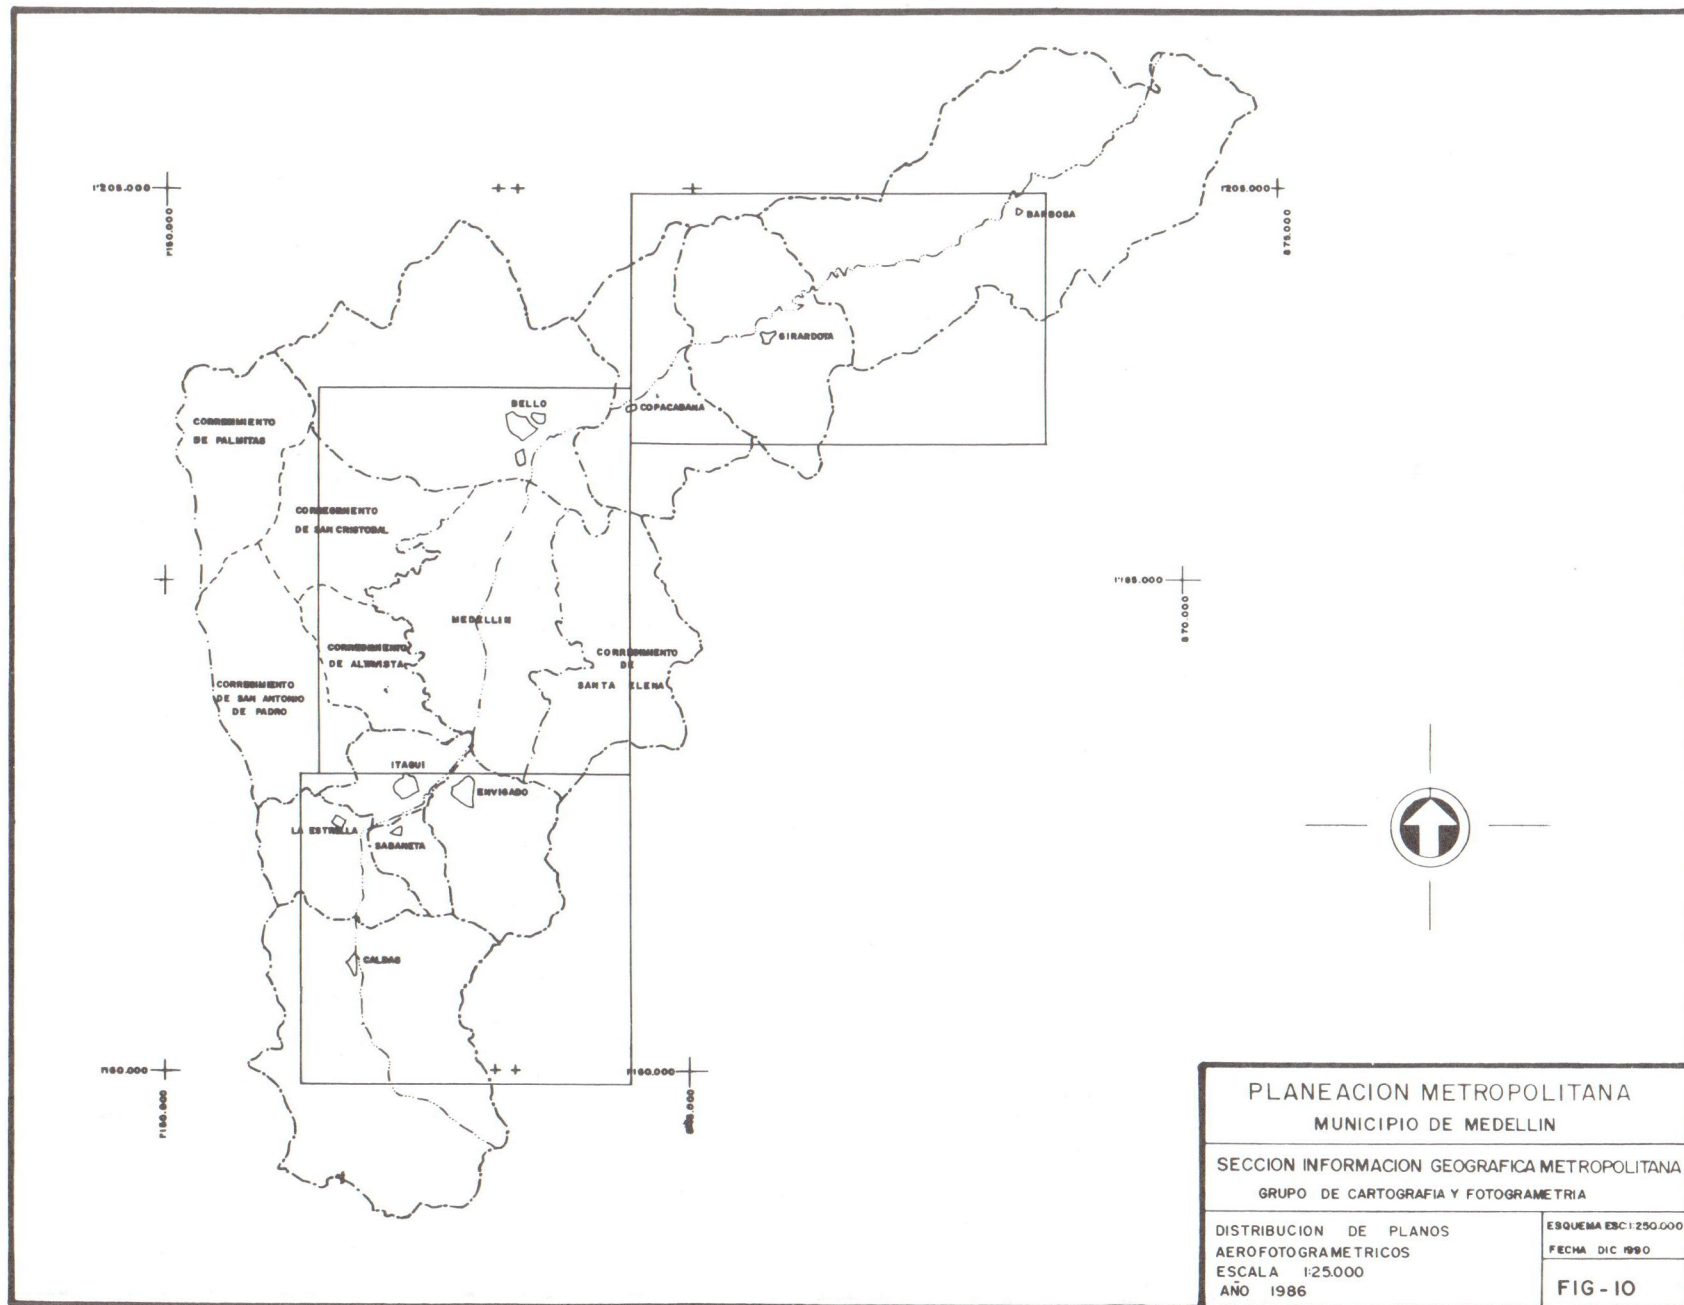 1'205.000
1'205.000
875.000
BARBOSA
GIRARDOTA
BELLO
COPACABANA
CORREGIMIENTO
DE PALMITAS
CORREGIMIENTO
DE SAN CRISTOBAL
1'185.000
870.000
MEDELLIN
CORREGIMIENTO
DE ALTAVISTA
CORREGIMIENTO
DE
SANTA ELENA
CORREGIMIENTO
DE SAN ANTONIO
DE PADRO
ITAGUI
ENVIGADO
LA ESTRELLA
SABANETA
CALDAS
1'160.000
1'160.000
PLANEACION METROPOLITANA
MUNICIPIO DE MEDELLIN
SECCION INFORMACION GEOGRAFICA METROPOLITANA
GRUPO DE CARTOGRAFIA Y FOTOGRAMETRIA
DISTRIBUCION DE PLANOS
AEROFOTOGRAMETRICOS
ESCALA 1:25.000
AÑO 1986
ESQUEMA ESC:1:250.000
FECHA DIC 1990
FIG-10